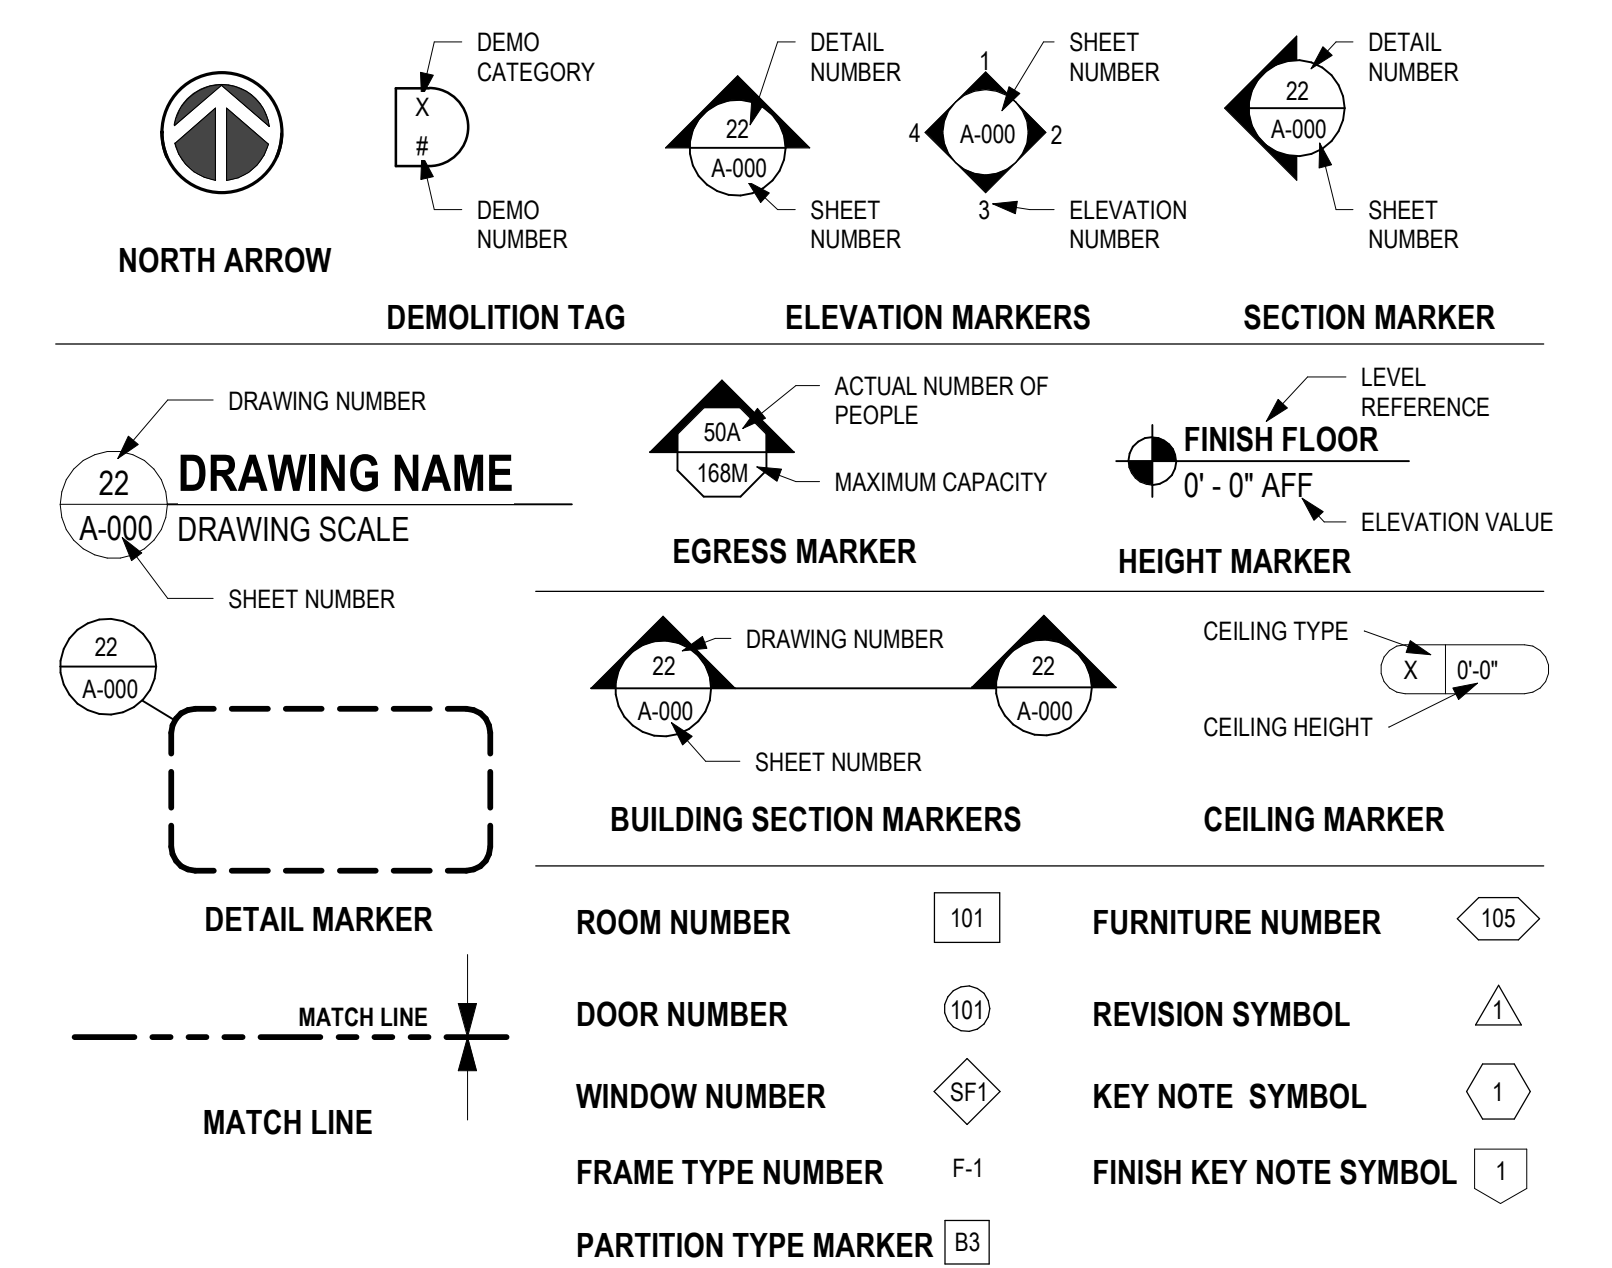 NORTH ARROW
DEMO
CATEGORY
X
#
DEMO
NUMBER
DEMOLITION TAG
DETAIL
NUMBER
22
A-000
SHEET
NUMBER
SHEET
NUMBER
1
4
A-000
2
3
ELEVATION
NUMBER
ELEVATION MARKERS
DETAIL
NUMBER
22
A-000
SHEET
NUMBER
SECTION MARKER
DRAWING NUMBER
22
DRAWING NAME
A-000
DRAWING SCALE
SHEET NUMBER
22
A-000
DETAIL MARKER
MATCH LINE
MATCH LINE
ACTUAL NUMBER OF
PEOPLE
50A
168M
MAXIMUM CAPACITY
EGRESS MARKER
LEVEL
REFERENCE
FINISH FLOOR
0' - 0" AFF
ELEVATION VALUE
HEIGHT MARKER
DRAWING NUMBER
22
A-000
SHEET NUMBER
22
A-000
BUILDING SECTION MARKERS
CEILING TYPE
X
0'-0"
CEILING HEIGHT
CEILING MARKER
ROOM NUMBER 101
DOOR NUMBER 101
WINDOW NUMBER SF1
FRAME TYPE NUMBER F-1
PARTITION TYPE MARKER B3
FURNITURE NUMBER 105
REVISION SYMBOL 1
KEY NOTE SYMBOL 1
FINISH KEY NOTE SYMBOL 1